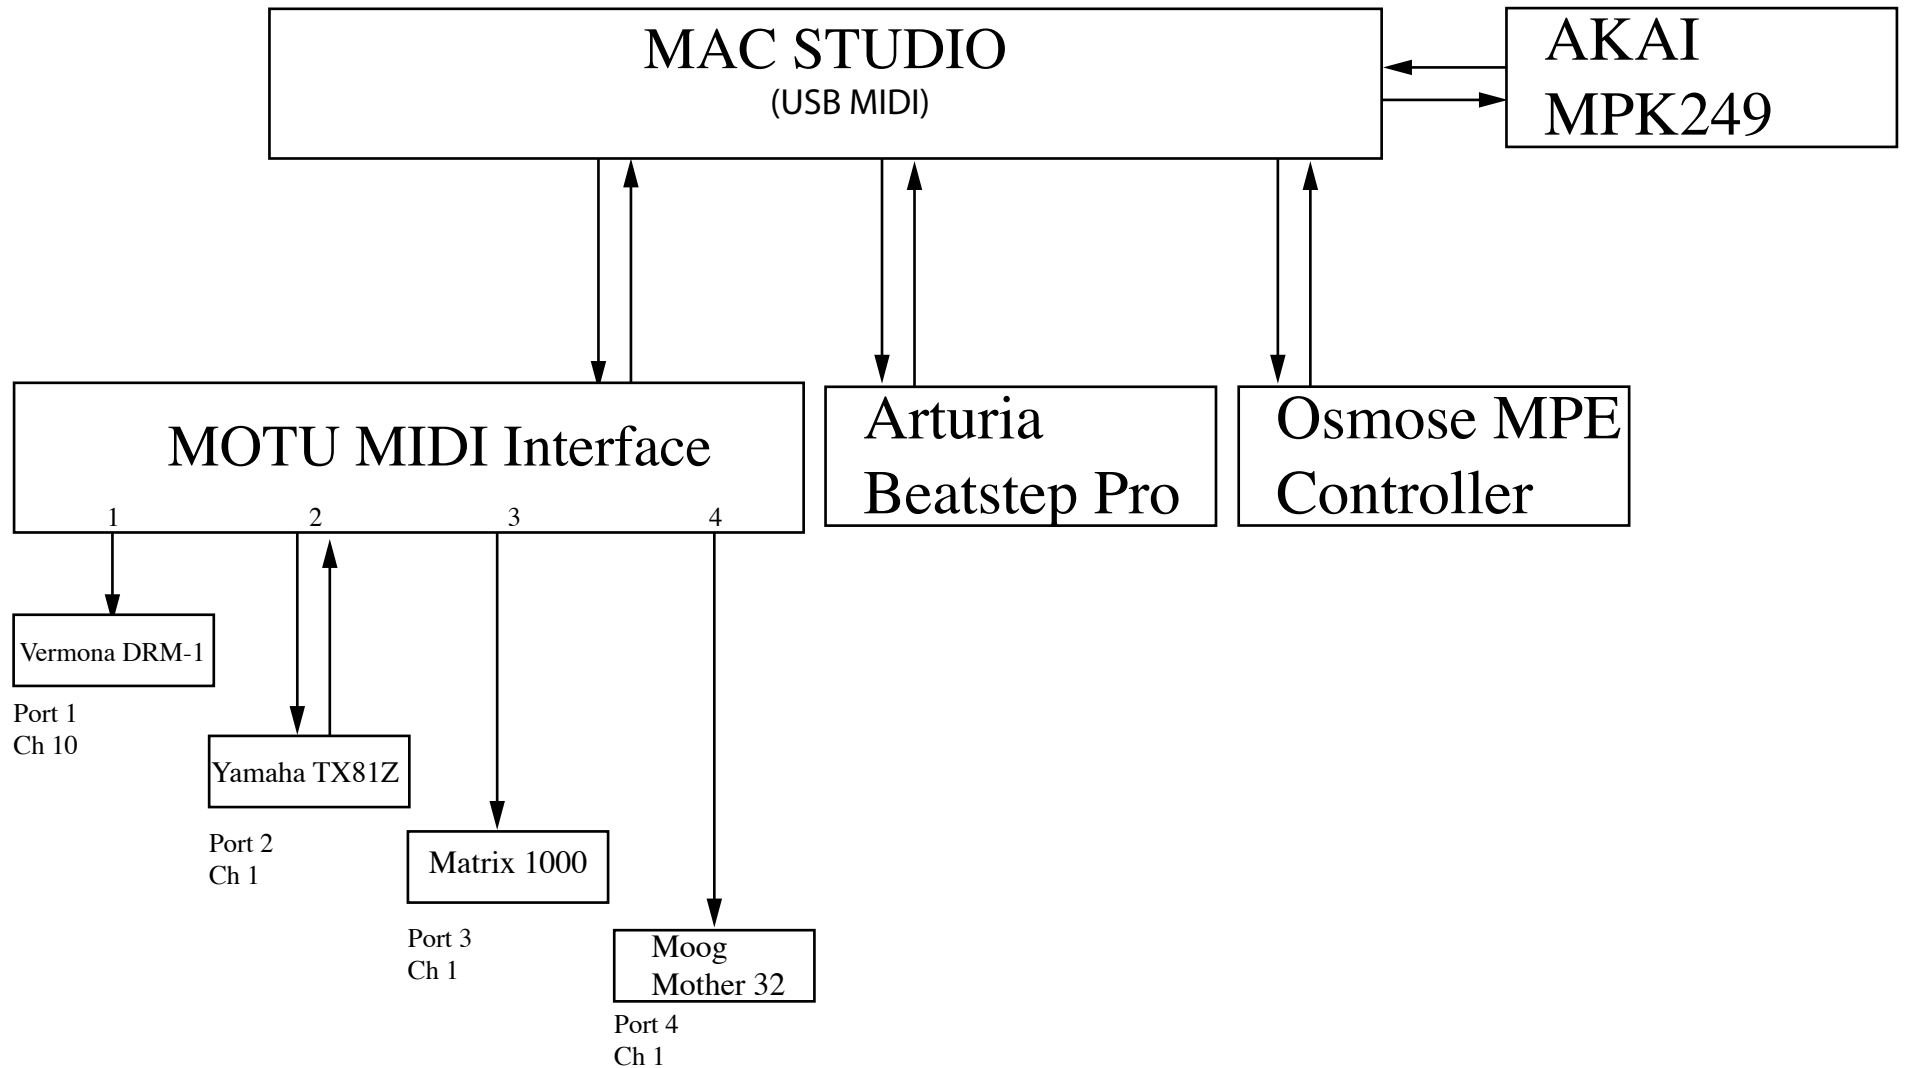 MAC STUDIO
(USB MIDI)
AKAI
MPK249
MOTU MIDI Interface
1 2 3 4
Arturia
Beatstep Pro
Osmose MPE
Controller
Vermona DRM-1
Port 1
Ch 10
Yamaha TX81Z
Port 2
Ch 1
Matrix 1000
Port 3
Ch 1
Moog
Mother 32
Port 4
Ch 1